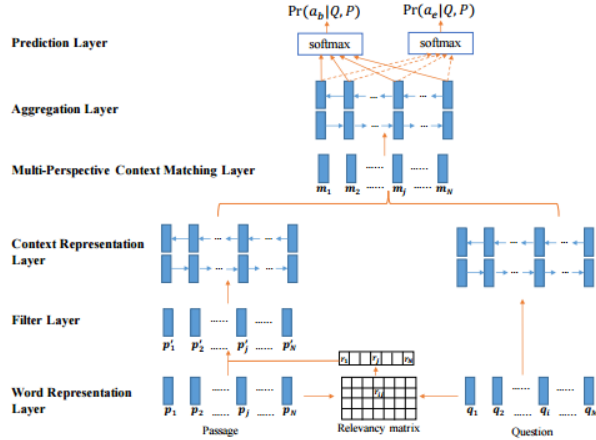 Pr(a_b|Q, P) Pr(a_e|Q, P)
Prediction Layer softmax softmax
Aggregation Layer ... ...
... ...
Multi-Perspective Context Matching Layer ...... ......
m_1 m_2 ...... m_j ...... m_N
Context Representation ... ... ... ...
Layer ... ... ... ...
Filter Layer ...... ......
p'_1 p'_2 ...... p'_j ...... p'_N
r_1 r_j r_N
Word Representation ...... ...... r_ij ...... ......
Layer p_1 p_2 ...... p_j ...... p_N q_1 q_2 ...... q_i ......
Passage Relevancy matrix Question